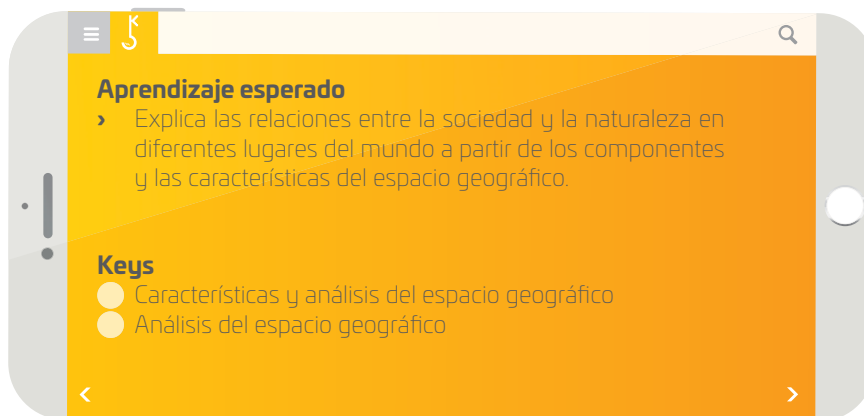 Aprendizaje esperado
› Explica las relaciones entre la sociedad y la naturaleza en
diferentes lugares del mundo a partir de los componentes
y las características del espacio geográfico.
Keys
Características y análisis del espacio geográfico
Análisis del espacio geográfico